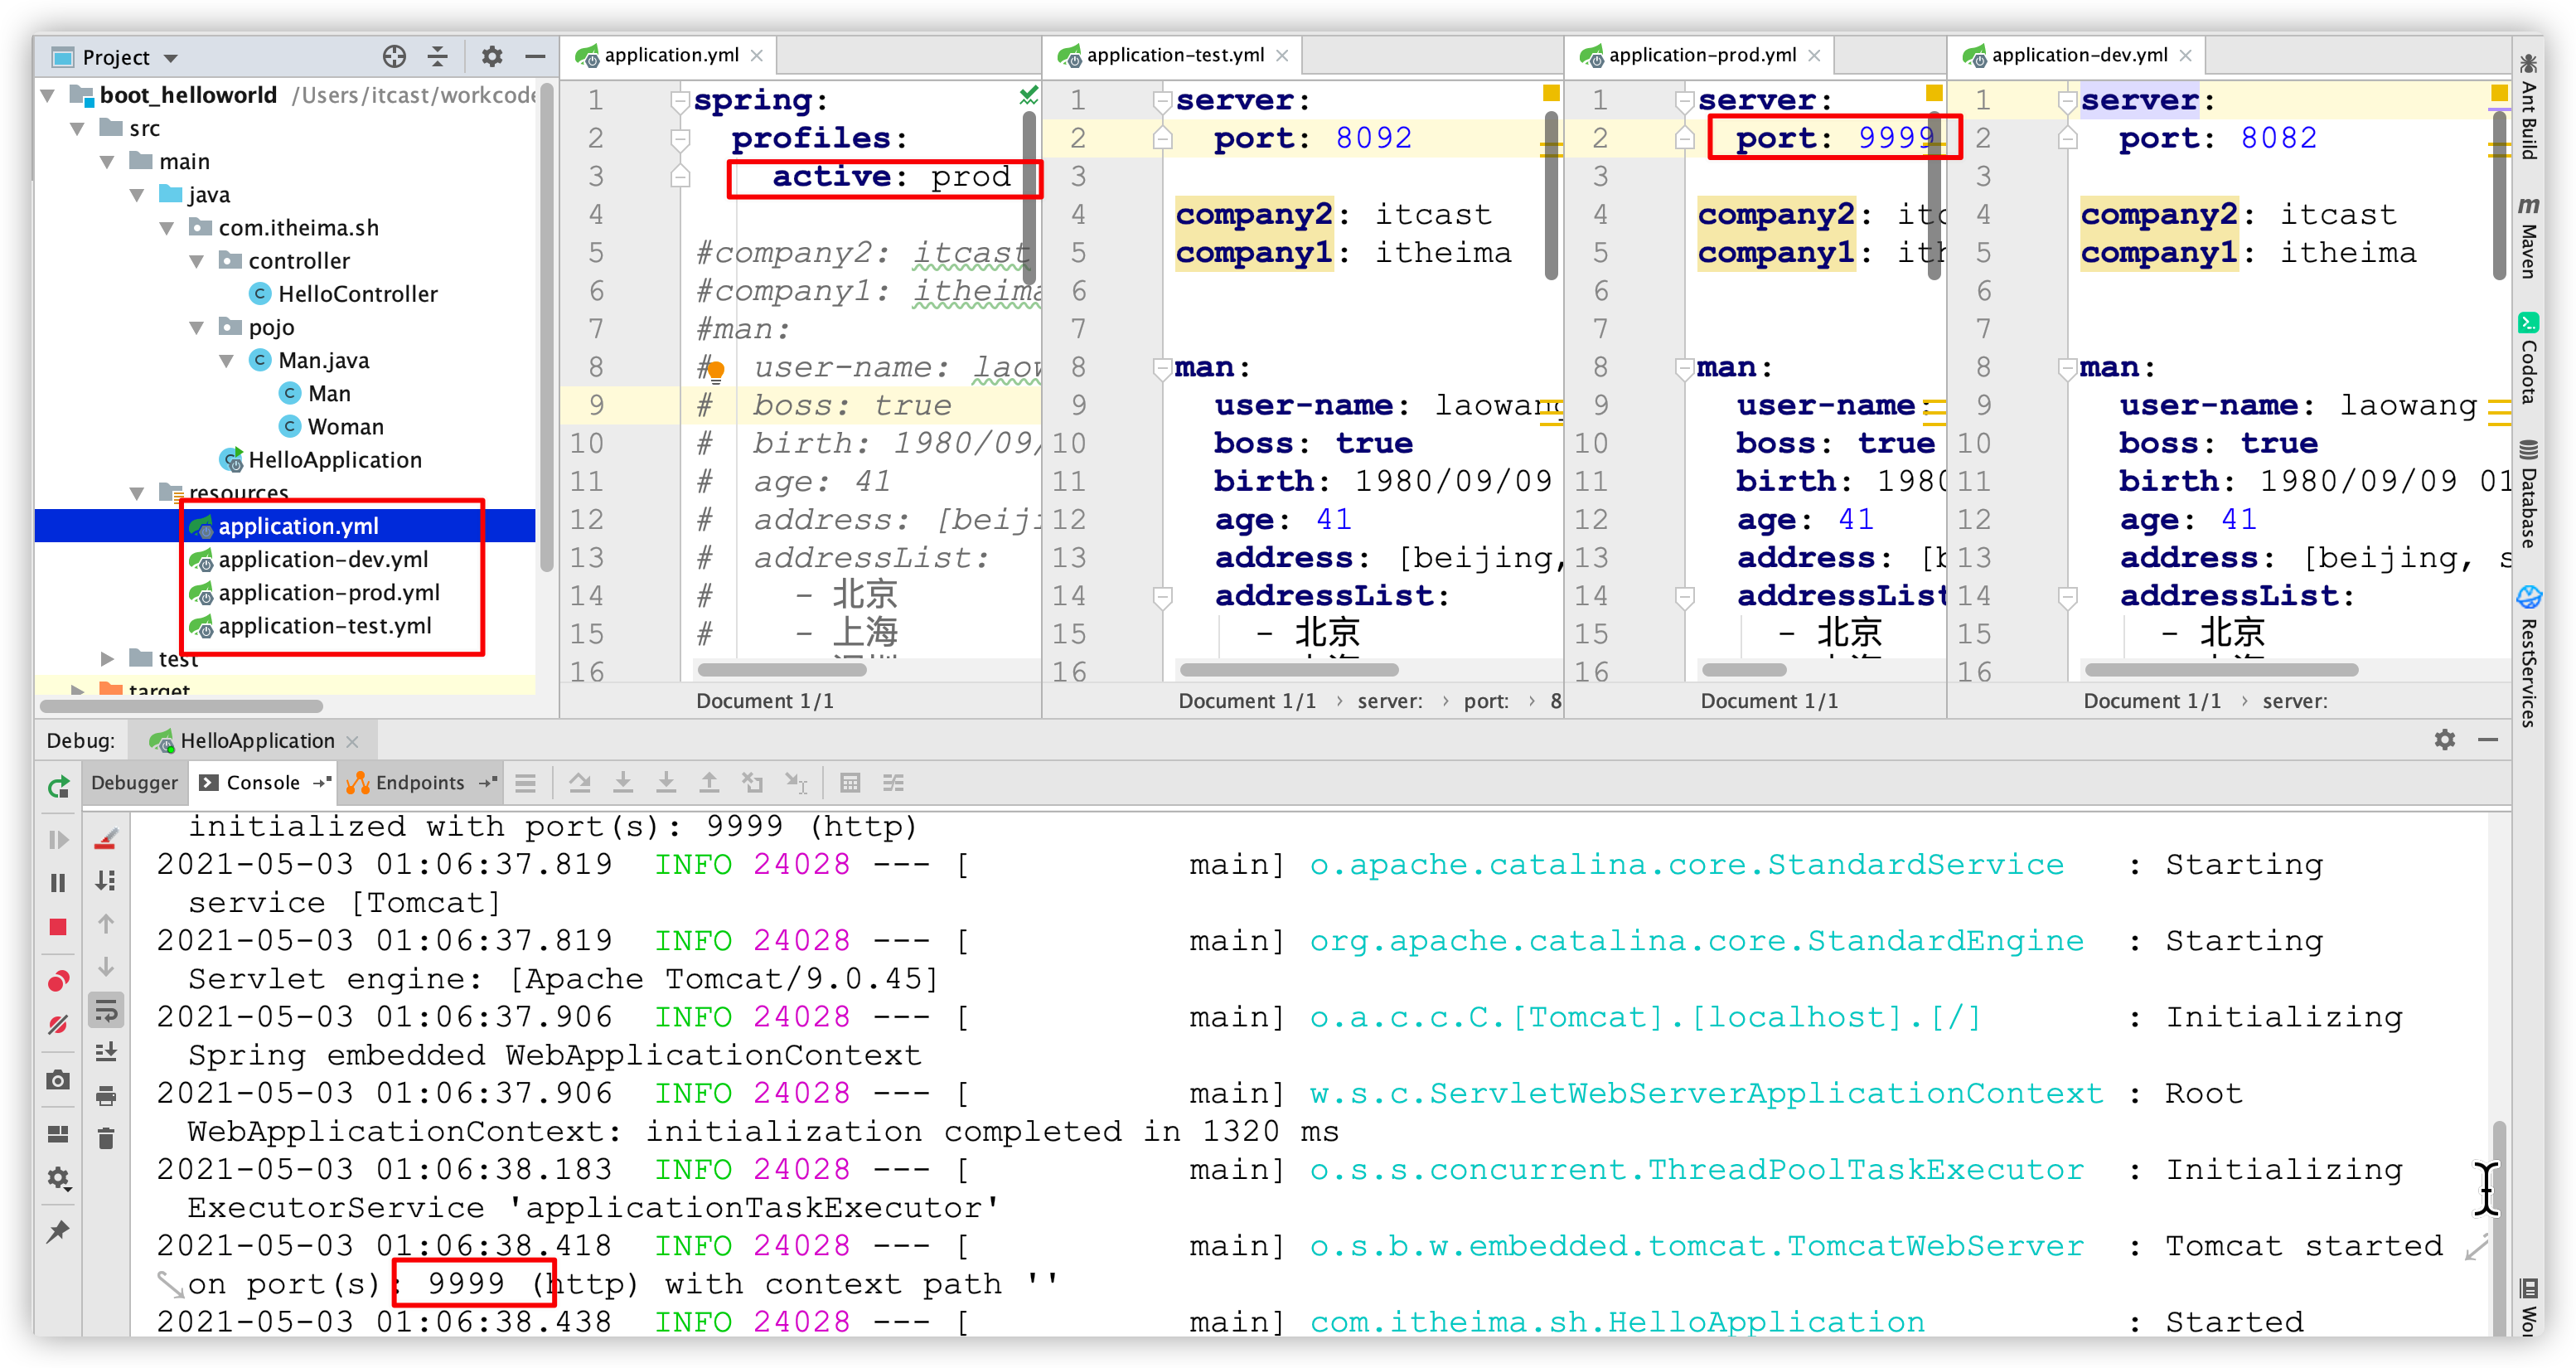 Project
boot_helloworld /Users/itcast/workcode
src
main
java
com.itheima.sh
controller
HelloController
pojo
Man.java
Man
Woman
HelloApplication
resources
application.yml
application-dev.yml
application-prod.yml
application-test.yml
test
target
application.yml
1 spring:
2 profiles:
3 active: prod
4
5 #company2: itcast
6 #company1: itheima
7 #man:
8 # user-name: laow
9 # boss: true
10 # birth: 1980/09/
11 # age: 41
12 # address: [beiji
13 # addressList:
14 # - 北京
15 # - 上海
16
Document 1/1
application-test.yml
1 server:
2 port: 8092
3
4 company2: itcast
5 company1: itheima
6
7
8 man:
9 user-name: laowang
10 boss: true
11 birth: 1980/09/09
12 age: 41
13 address: [beijing,
14 addressList:
15 - 北京
16
Document 1/1 › server: › port: › 8
application-prod.yml
1 server:
2 port: 9999
3
4 company2: itc
5 company1: ith
6
7
8 man:
9 user-name:
10 boss: true
11 birth: 1980
12 age: 41
13 address: [b
14 addressList
15 - 北京
16
Document 1/1
application-dev.yml
1 server:
2 port: 8082
3
4 company2: itcast
5 company1: itheima
6
7
8 man:
9 user-name: laowang
10 boss: true
11 birth: 1980/09/09 01
12 age: 41
13 address: [beijing, s
14 addressList:
15 - 北京
16
Document 1/1 › server:
Ant Build
Maven
Codota
Database
RestServices
Debug: HelloApplication
Debugger Console Endpoints
initialized with port(s): 9999 (http)
2021-05-03 01:06:37.819 INFO 24028 --- [ main] o.apache.catalina.core.StandardService : Starting
service [Tomcat]
2021-05-03 01:06:37.819 INFO 24028 --- [ main] org.apache.catalina.core.StandardEngine : Starting
Servlet engine: [Apache Tomcat/9.0.45]
2021-05-03 01:06:37.906 INFO 24028 --- [ main] o.a.c.c.C.[Tomcat].[localhost].[/] : Initializing
Spring embedded WebApplicationContext
2021-05-03 01:06:37.906 INFO 24028 --- [ main] w.s.c.ServletWebServerApplicationContext : Root
WebApplicationContext: initialization completed in 1320 ms
2021-05-03 01:06:38.183 INFO 24028 --- [ main] o.s.s.concurrent.ThreadPoolTaskExecutor : Initializing
ExecutorService 'applicationTaskExecutor'
2021-05-03 01:06:38.418 INFO 24028 --- [ main] o.s.b.w.embedded.tomcat.TomcatWebServer : Tomcat started
on port(s): 9999 (http) with context path ''
2021-05-03 01:06:38.438 INFO 24028 --- [ main] com.itheima.sh.HelloApplication : Started